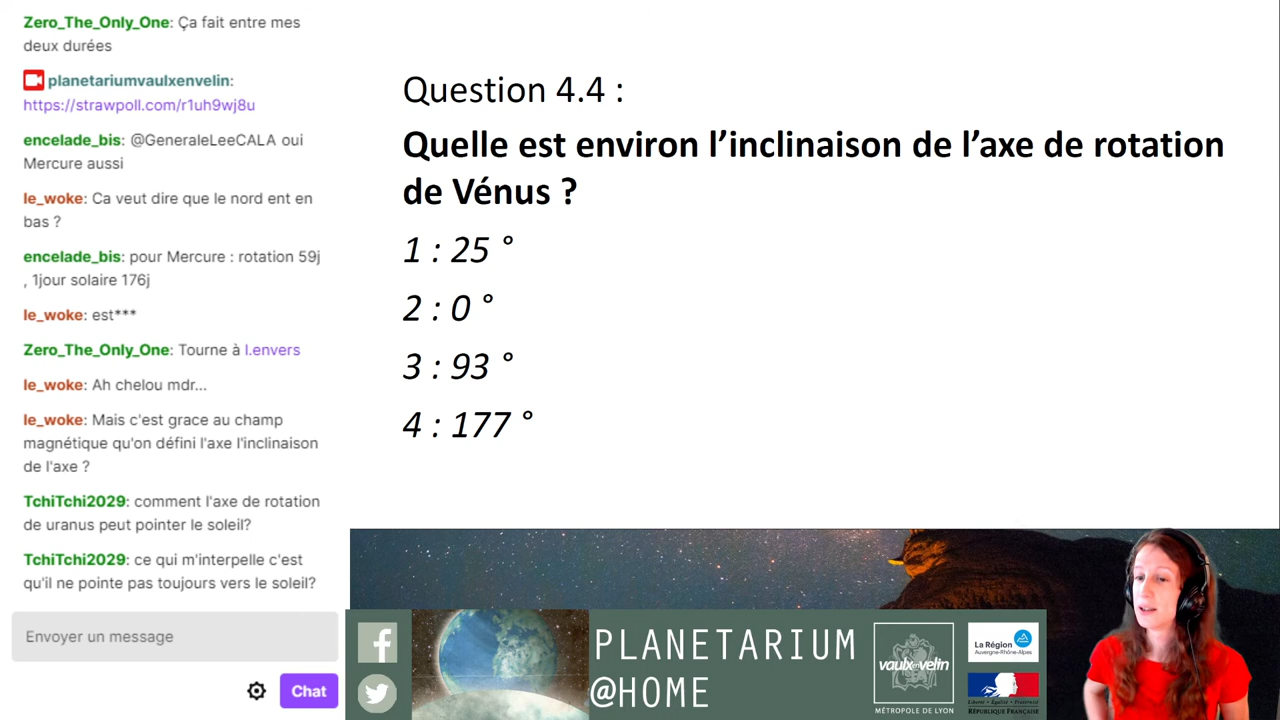 Zero_The_Only_One: Ça fait entre mes
deux durées
planetariumvaulxenvelin:
https://strawpoll.com/r1uh9wj8u
encelade_bis: @GeneraleLeeCALA oui
Mercure aussi
le_woke: Ca veut dire que le nord ent en
bas ?
encelade_bis: pour Mercure : rotation 59j
, 1jour solaire 176j
le_woke: est***
Zero_The_Only_One: Tourne à l.envers
le_woke: Ah chelou mdr...
le_woke: Mais c'est grace au champ
magnétique qu'on défini l'axe l'inclinaison
de l'axe ?
TchiTchi2029: comment l'axe de rotation
de uranus peut pointer le soleil?
TchiTchi2029: ce qui m'interpelle c'est
qu'il ne pointe pas toujours vers le soleil?
Envoyer un message
Chat
Question 4.4 :
Quelle est environ l’inclinaison de l’axe de rotation
de Vénus ?
1 : 25 °
2 : 0 °
3 : 93 °
4 : 177 °
PLANETARIUM
@HOME
vaulxenvelin
MÉTROPOLE DE LYON
La Région
Auvergne-Rhône-Alpes
Liberté • Égalité • Fraternité
RÉPUBLIQUE FRANÇAISE